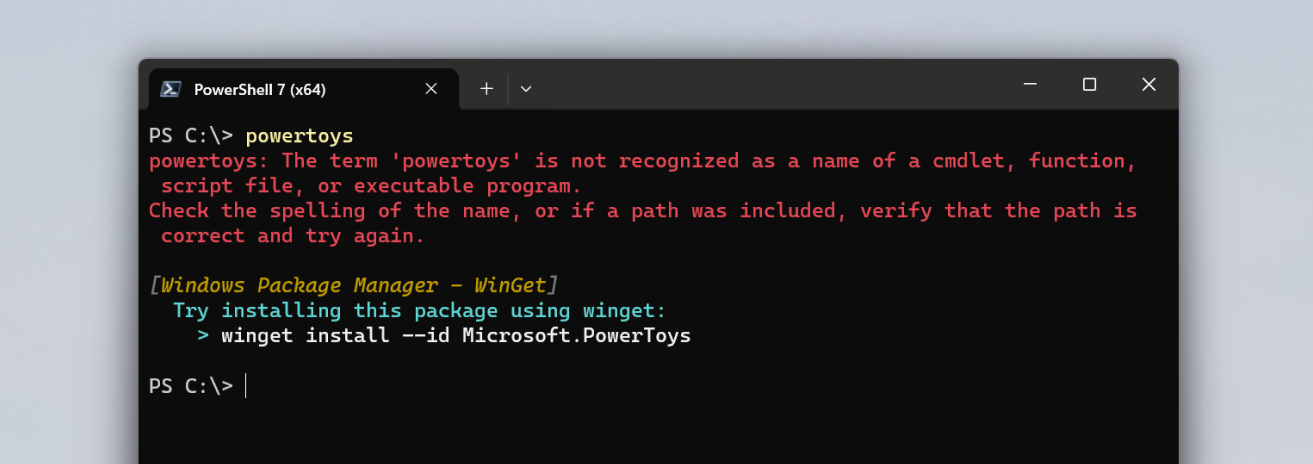 PowerShell 7 (x64)
PS C:\> powertoys
powertoys: The term 'powertoys' is not recognized as a name of a cmdlet, function,
script file, or executable program.
Check the spelling of the name, or if a path was included, verify that the path is
correct and try again.
[Windows Package Manager - WinGet]
Try installing this package using winget:
> winget install --id Microsoft.PowerToys
PS C:\>